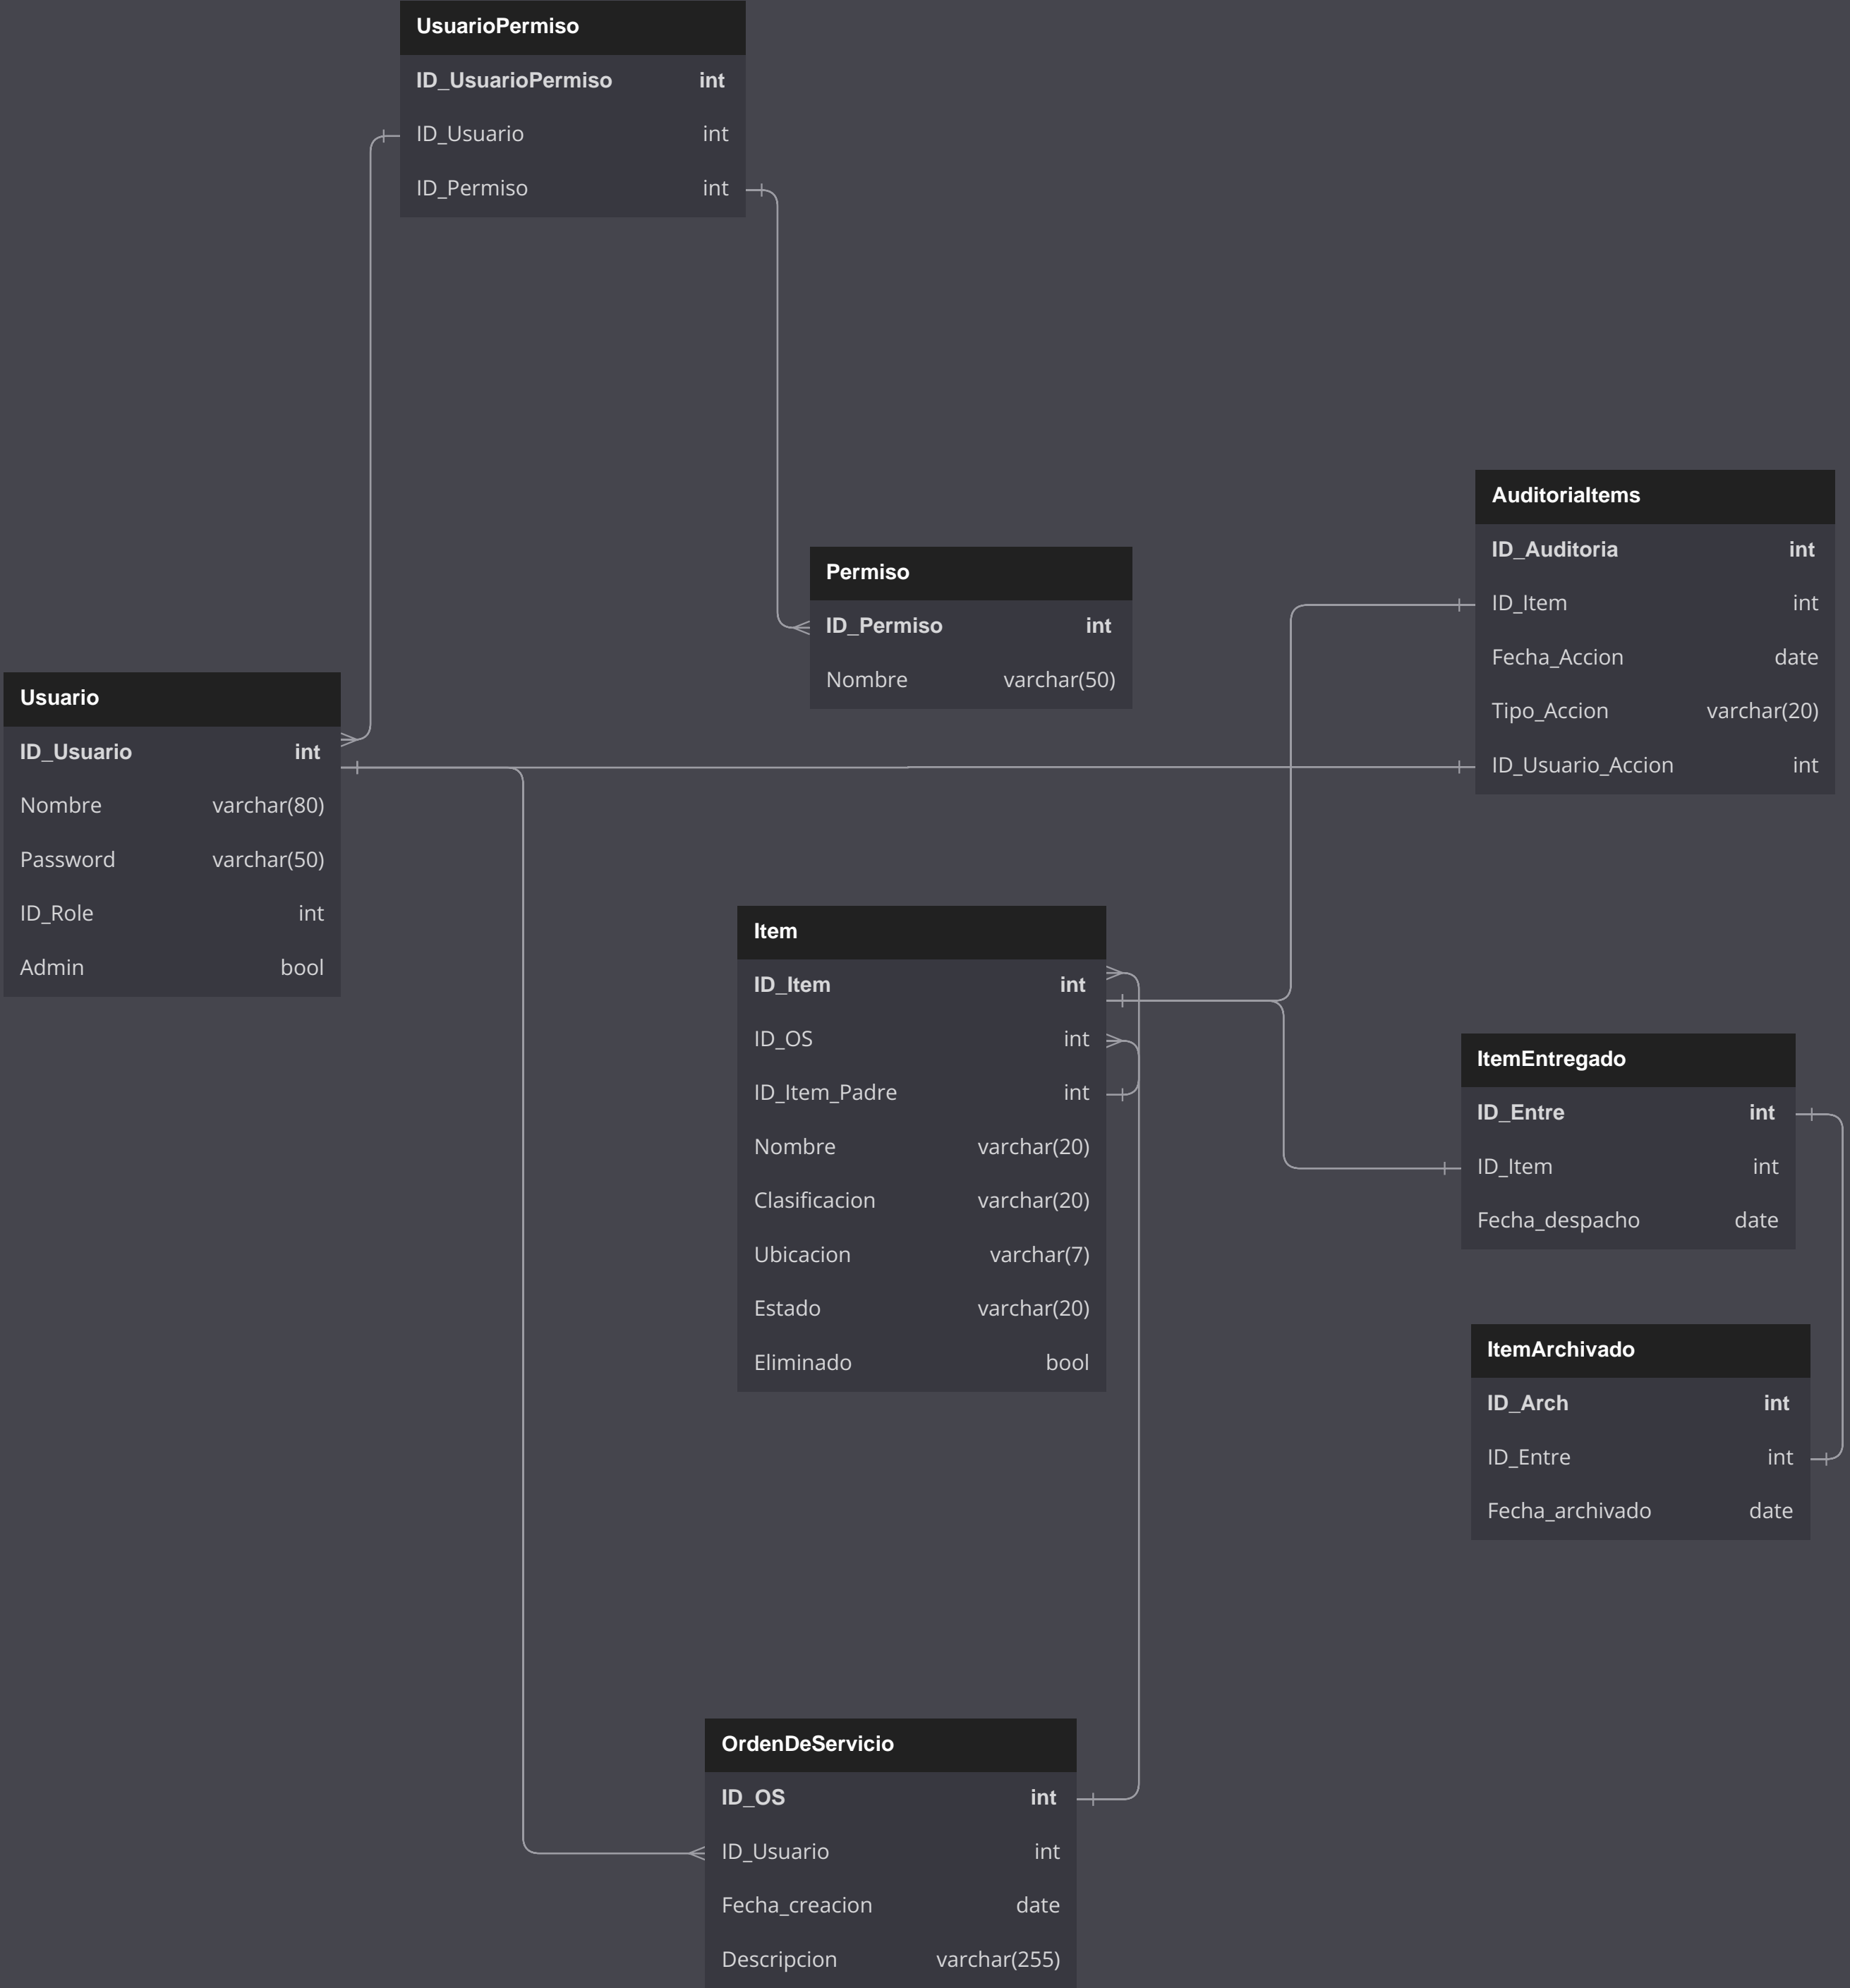 UsuarioPermiso
ID_UsuarioPermiso int
ID_Usuario int
ID_Permiso int
AuditoriaItems
ID_Auditoria int
ID_Item int
Fecha_Accion date
Tipo_Accion varchar(20)
ID_Usuario_Accion int
Permiso
ID_Permiso int
Nombre varchar(50)
Usuario
ID_Usuario int
Nombre varchar(80)
Password varchar(50)
ID_Role int
Admin bool
Item
ID_Item int
ID_OS int
ID_Item_Padre int
Nombre varchar(20)
Clasificacion varchar(20)
Ubicacion varchar(7)
Estado varchar(20)
Eliminado bool
ItemEntregado
ID_Entre int
ID_Item int
Fecha_despacho date
ItemArchivado
ID_Arch int
ID_Entre int
Fecha_archivado date
OrdenDeServicio
ID_OS int
ID_Usuario int
Fecha_creacion date
Descripcion varchar(255)